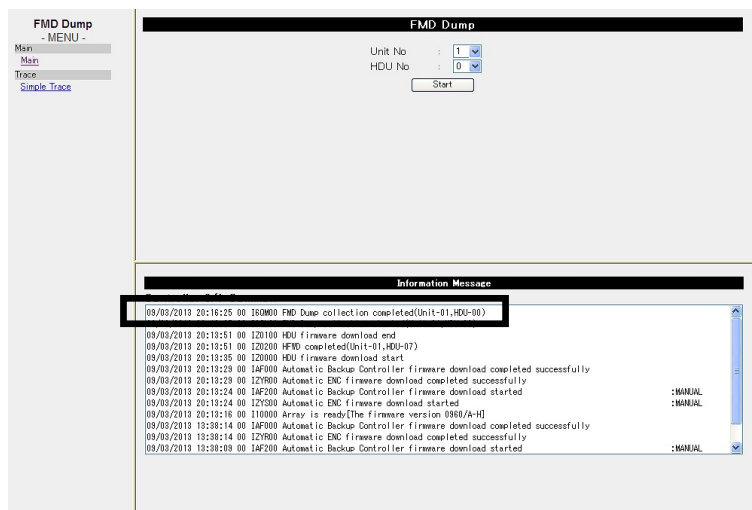 FMD Dump
- MENU -
Main
Main
Trace
Simple Trace
FMD Dump
Unit No : 1
HDU No : 0
Start
Information Message
09/03/2013 20:16:25 00 I6QM00 FMD Dump collection completed(Unit-01,HDU-00)
09/03/2013 20:13:51 00 IZ0100 HDU firmware download end
09/03/2013 20:13:51 00 IZ0200 HFWD completed(Unit-01,HDU-07)
09/03/2013 20:13:35 00 IZ0000 HDU firmware download start
09/03/2013 20:13:29 00 IAF000 Automatic Backup Controller firmware download completed successfully
09/03/2013 20:13:29 00 IZYR00 Automatic ENC firmware download completed successfully
09/03/2013 20:13:24 00 IAF200 Automatic Backup Controller firmware download started :MANUAL
09/03/2013 20:13:24 00 IZYS00 Automatic ENC firmware download started :MANUAL
09/03/2013 20:13:16 00 I10000 Array is ready[The firmware version 0960/A-H]
09/03/2013 13:38:14 00 IAF000 Automatic Backup Controller firmware download completed successfully
09/03/2013 13:38:14 00 IZYR00 Automatic ENC firmware download completed successfully
09/03/2013 13:38:09 00 IAF200 Automatic Backup Controller firmware download started :MANUAL